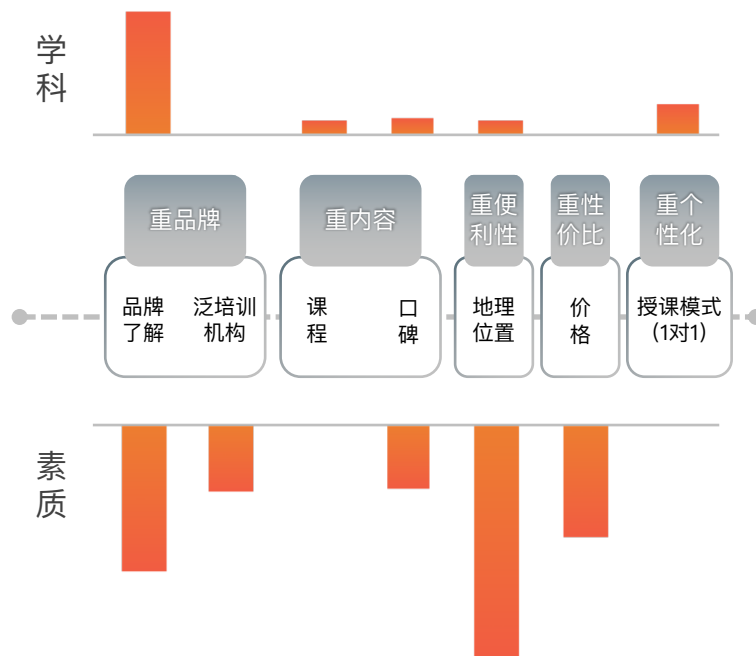 学
科
重品牌
重内容
重便
利性
重性
价比
重个
性化
品牌
了解
泛培训
机构
课
程
口
碑
地理
位置
价
格
授课模式
(1对1)
素
质